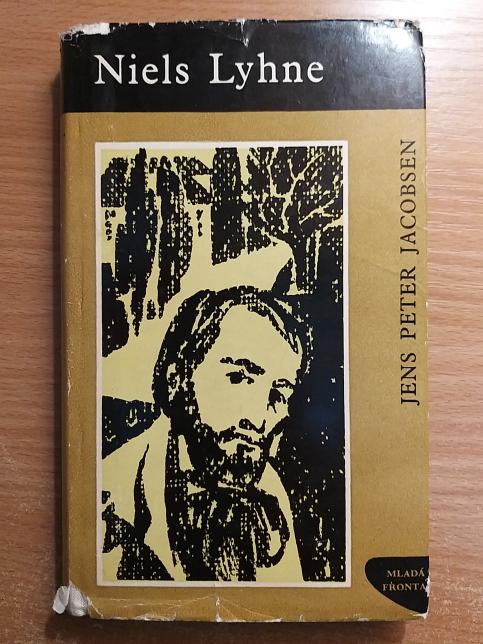 Niels Lyhne
JENS PETER JACOBSEN
MLADÁ
FRONTA